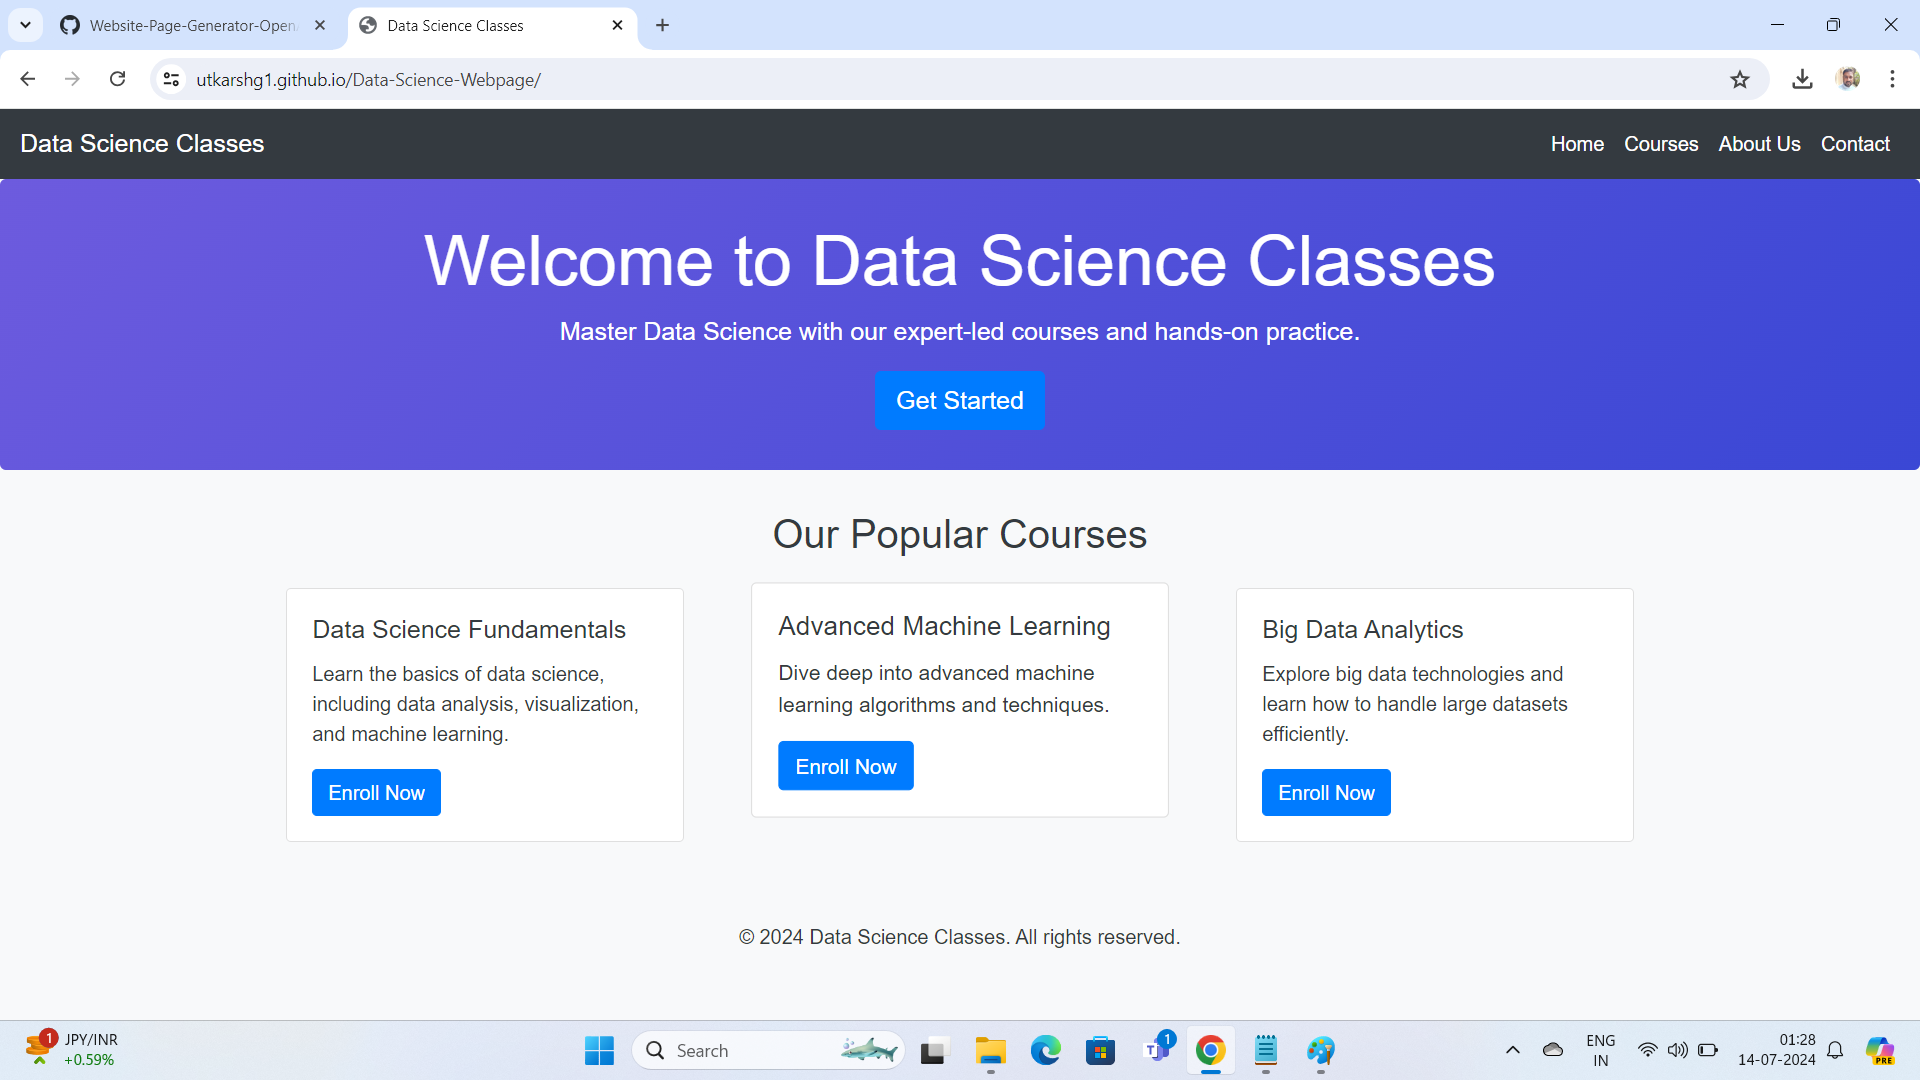 Website-Page-Generator-Open
Data Science Classes
utkarshg1.github.io/Data-Science-Webpage/
Data Science Classes
Home Courses About Us Contact
Welcome to Data Science Classes
Master Data Science with our expert-led courses and hands-on practice.
Get Started
Our Popular Courses
Data Science Fundamentals
Learn the basics of data science,
including data analysis, visualization,
and machine learning.
Enroll Now
Advanced Machine Learning
Dive deep into advanced machine
learning algorithms and techniques.
Enroll Now
Big Data Analytics
Explore big data technologies and
learn how to handle large datasets
efficiently.
Enroll Now
© 2024 Data Science Classes. All rights reserved.
1
JPY/INR
+0.59%
Search
T
1
ENG
IN
01:28
14-07-2024
PRE